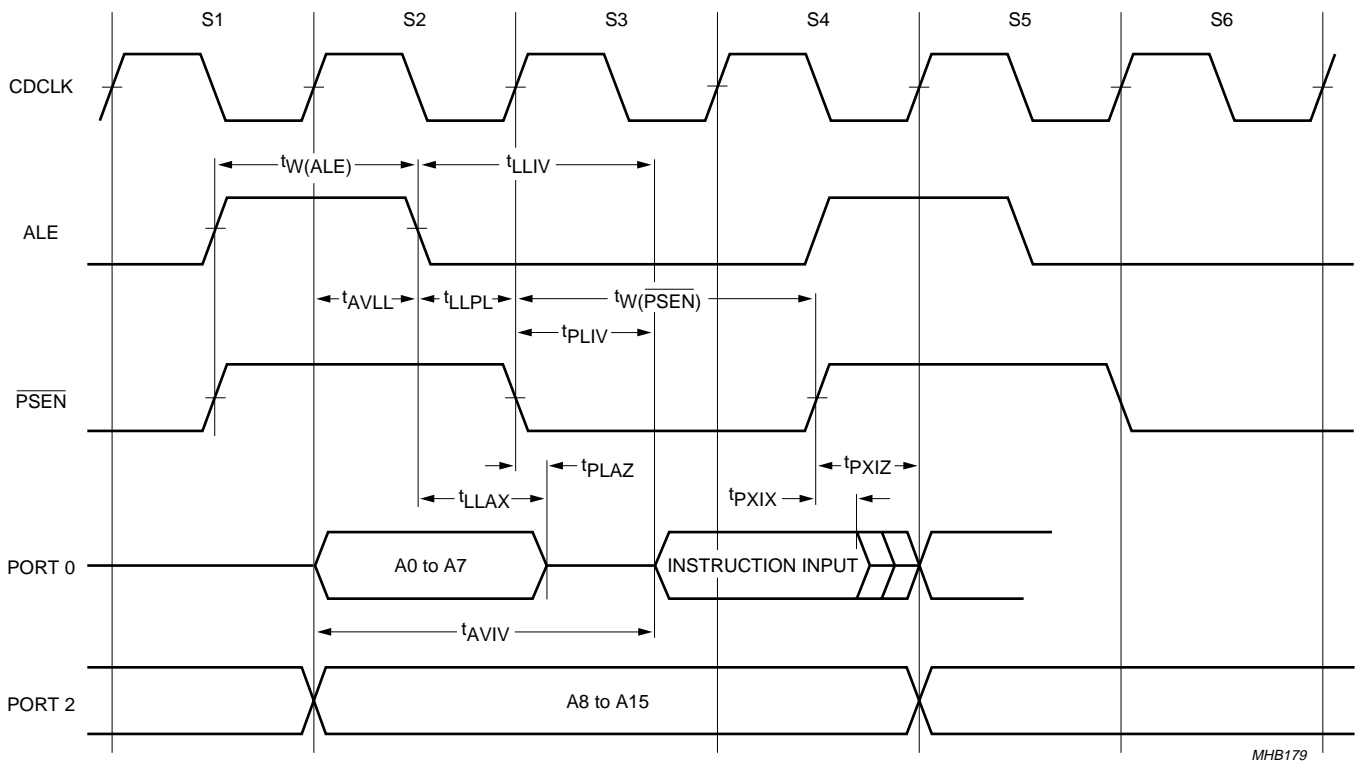 S1 S2 S3 S4 S5 S6
CDCLK
tW(ALE) tLLIV
ALE
tAVLL tLLPL tW(PSEN)
tPLIV
PSEN
tPLAZ tPXIZ
tLLAX tPXIX
PORT 0 A0 to A7 INSTRUCTION INPUT
tAVIV
PORT 2 A8 to A15
MHB179